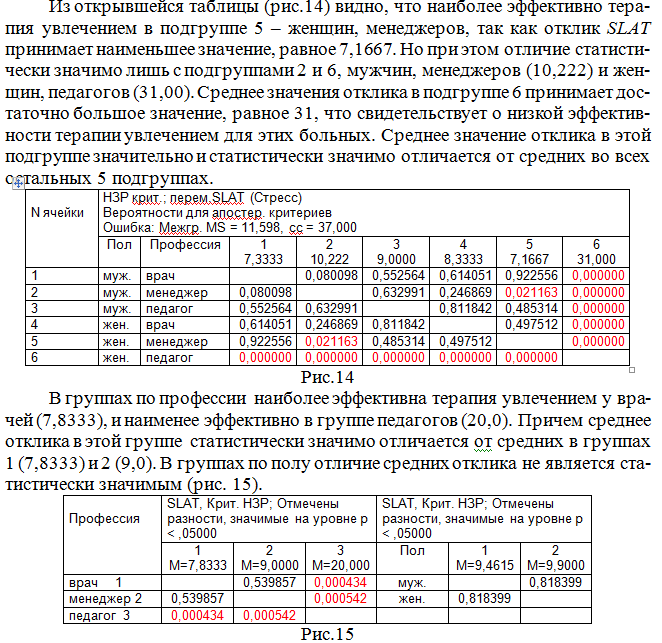 Из открывшейся таблицы (рис.14) видно, что наиболее эффективно тера-
пия увлечением в подгруппе 5 – женщин, менеджеров, так как отклик SLAT
принимает наименьшее значение, равное 7,1667. Но при этом отличие статисти-
чески значимо лишь с подгруппами 2 и 6, мужчин, менеджеров (10,222) и жен-
щин, педагогов (31,00). Среднее значения отклика в подгруппе 6 принимает дос-
таточно большое значение, равное 31, что свидетельствует о низкой эффектив-
ности терапии увлечением для этих больных. Среднее значение отклика в этой
подгруппе значительно и статистически значимо отличается от средних во всех
остальных 5 подгруппах.
N ячейки НЗР крит.; перем.SLAT (Стресс)
Вероятности для апостер. критериев
Ошибка: Межгр. MS = 11,598, сс = 37,000
Пол Профессия 1 2 3 4 5 6
7,3333 10,222 9,0000 8,3333 7,1667 31,000
1 муж. врач 0,080098 0,552564 0,614051 0,922556 0,000000
2 муж. менеджер 0,080098 0,632991 0,246869 0,021163 0,000000
3 муж. педагог 0,552564 0,632991 0,811842 0,485314 0,000000
4 жен. врач 0,614051 0,246869 0,811842 0,497512 0,000000
5 жен. менеджер 0,922556 0,021163 0,485314 0,497512 0,000000
6 жен. педагог 0,000000 0,000000 0,000000 0,000000 0,000000
Рис.14
В группах по профессии наиболее эффективна терапия увлечением у вра-
чей (7,8333), и наименее эффективно в группе педагогов (20,0). Причем среднее
отклика в этой группе статистически значимо отличается от средних в группах
1 (7,8333) и 2 (9,0). В группах по полу отличие средних отклика не является ста-
тистически значимым (рис. 15).
Профессия SLAT, Крит. НЗР; Отмечены SLAT, Крит. НЗР; Отмечены
разности, значимые на уровне p разности, значимые на уровне p
< ,05000 < ,05000
1 2 3 Пол 1 2
M=7,8333 M=9,0000 M=20,000 M=9,4615 M=9,9000
врач 1 0,539857 0,000434 муж. 0,818399
менеджер 2 0,539857 0,000542 жен. 0,818399
педагог 3 0,000434 0,000542
Рис.15